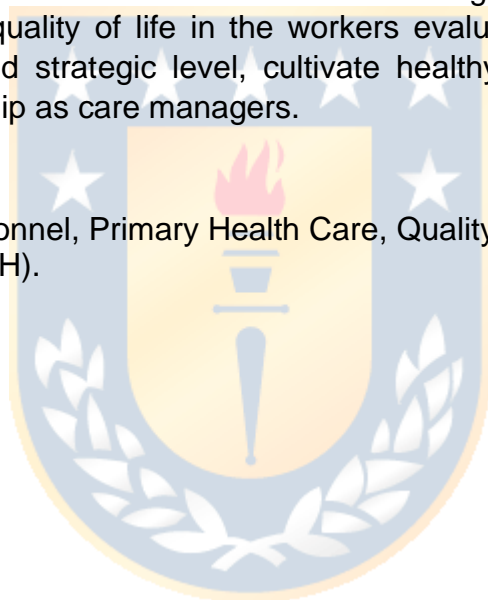 quality of life in the workers evalu
d strategic level, cultivate healthy
ip as care managers.
onnel, Primary Health Care, Quality
H).